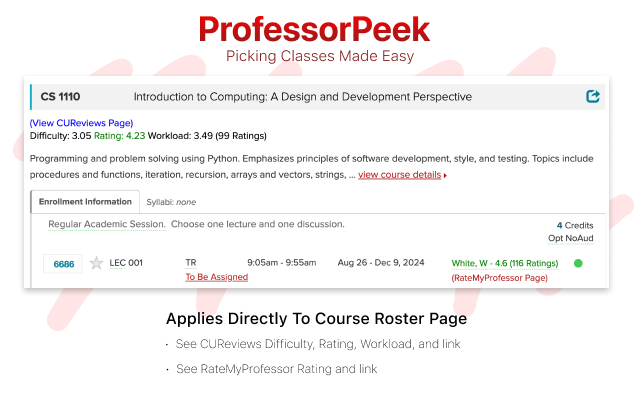 ProfessorPeek
Picking Classes Made Easy
CS 1110 Introduction to Computing: A Design and Development Perspective
(View CUReviews Page)
Difficulty: 3.05 Rating: 4.23 Workload: 3.49 (99 Ratings)
Programming and problem solving using Python. Emphasizes principles of software development, style, and testing. Topics include
procedures and functions, iteration, recursion, arrays and vectors, strings, ... view course details
Enrollment Information Syllabi: none
Regular Academic Session. Choose one lecture and one discussion. 4 Credits
Opt NoAud
6686 LEC 001 TR 9:05am - 9:55am Aug 26 - Dec 9, 2024 White, W - 4.6 (116 Ratings)
To Be Assigned (RateMyProfessor Page)
Applies Directly To Course Roster Page
· See CUReviews Difficulty, Rating, Workload, and link
· See RateMyProfessor Rating and link